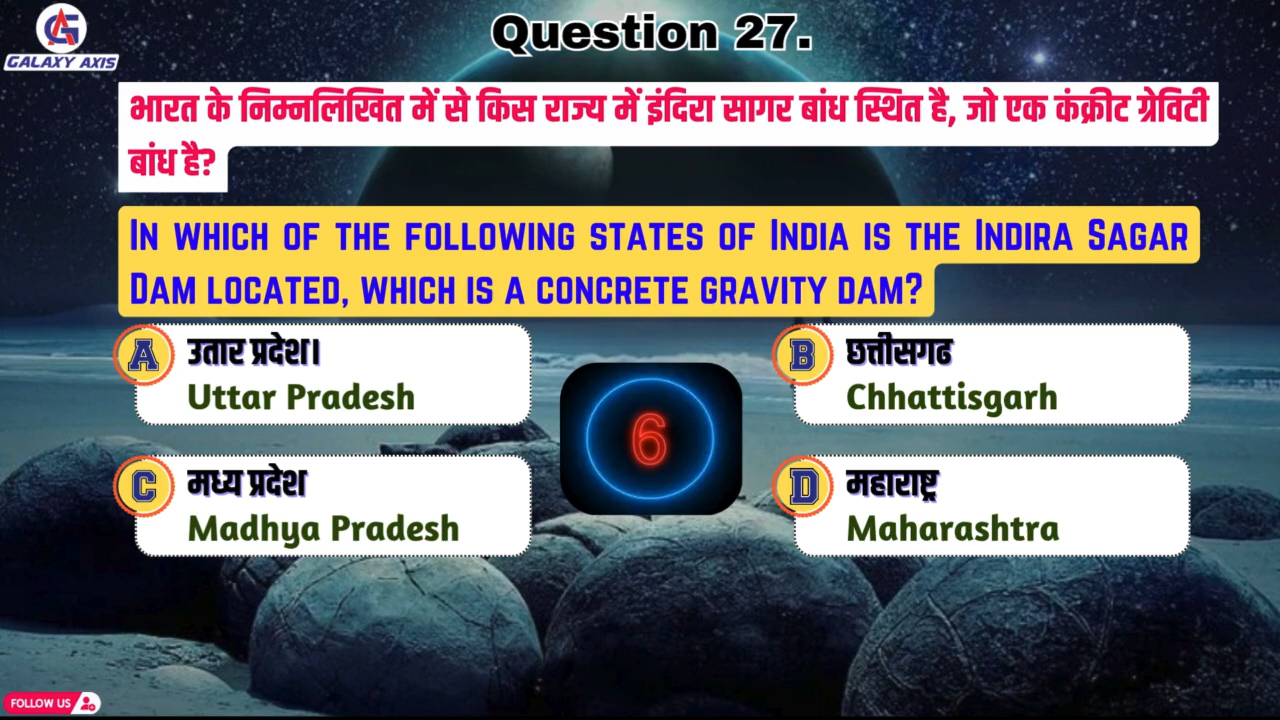 GALAXY AXIS
Question 27.
भारत के निम्नलिखित में से किस राज्य में इंदिरा सागर बांध स्थित है, जो एक कंक्रीट ग्रेविटी
बांध है?
IN WHICH OF THE FOLLOWING STATES OF INDIA IS THE INDIRA SAGAR
DAM LOCATED, WHICH IS A CONCRETE GRAVITY DAM?
A उतार प्रदेश।
Uttar Pradesh
B छत्तीसगढ
Chhattisgarh
6
C मध्य प्रदेश
Madhya Pradesh
D महाराष्ट्र
Maharashtra
FOLLOW US